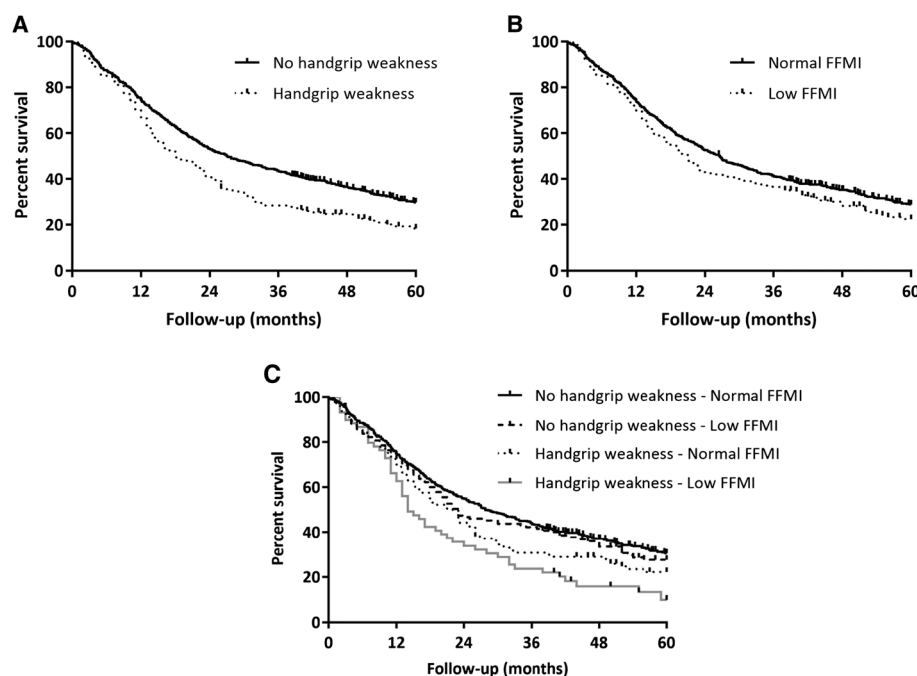 A
Percent survival
100
80
60
40
20
0
No handgrip weakness
Handgrip weakness
0 12 24 36 48 60
Follow-up (months)
B
Percent survival
100
80
60
40
20
0
Normal FFMI
Low FFMI
0 12 24 36 48 60
Follow-up (months)
C
Percent survival
100
80
60
40
20
0
No handgrip weakness - Normal FFMI
No handgrip weakness - Low FFMI
Handgrip weakness - Normal FFMI
Handgrip weakness - Low FFMI
0 12 24 36 48 60
Follow-up (months)